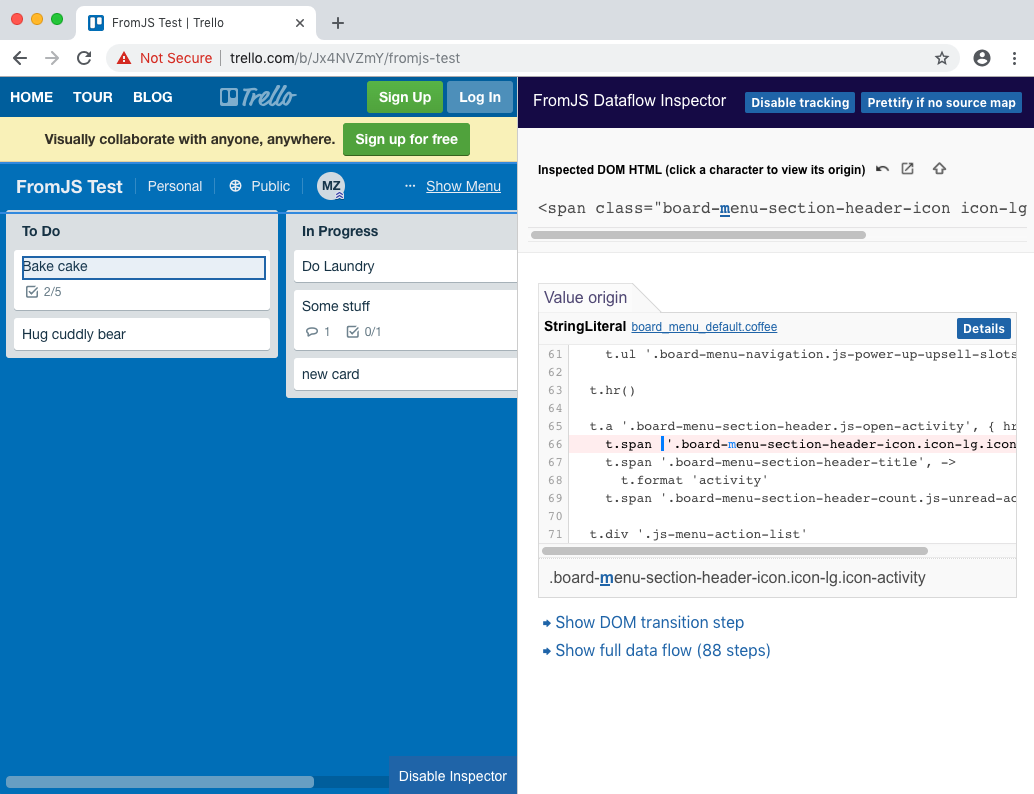 FromJS Test | Trello
Not Secure trello.com/b/Jx4NVZmY/fromjs-test
HOME TOUR BLOG Trello Sign Up Log In
Visually collaborate with anyone, anywhere. Sign up for free
FromJS Test Personal Public MZ ··· Show Menu
To Do
Bake cake
2/5
Hug cuddly bear
In Progress
Do Laundry
Some stuff
1 0/1
new card
Disable Inspector
FromJS Dataflow Inspector Disable tracking Prettify if no source map
Inspected DOM HTML (click a character to view its origin)
<span class="board-menu-section-header-icon icon-lg
Value origin
StringLiteral board_menu_default.coffee Details
61 t.ul '.board-menu-navigation.js-power-up-upsell-slots
62
63 t.hr()
64
65 t.a '.board-menu-section-header.js-open-activity', { hr
66 t.span '.board-menu-section-header-icon.icon-lg.icon
67 t.span '.board-menu-section-header-title', ->
68 t.format 'activity'
69 t.span '.board-menu-section-header-count.js-unread-ac
70
71 t.div '.js-menu-action-list'
.board-menu-section-header-icon.icon-lg.icon-activity
Show DOM transition step
Show full data flow (88 steps)